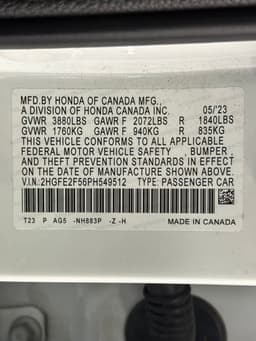 MFD.BY HONDA OF CANADA MFG.,
A DIVISION OF HONDA CANADA INC. 05/'23
GVWR 3880LBS GAWR F 2072LBS R 1840LBS
GVWR 1760KG GAWR F 940KG R 835KG
THIS VEHICLE CONFORMS TO ALL APPLICABLE
FEDERAL MOTOR VEHICLE SAFETY , BUMPER,
AND THEFT PREVENTION STANDARDS IN EFFECT
ON THE DATE OF MANUFACTURE SHOWN ABOVE.
V.I.N.:2HGFE2F56PH549512 TYPE: PASSENGER CAR
T23 P AG5 -NH883P -Z -H MADE IN CANADA